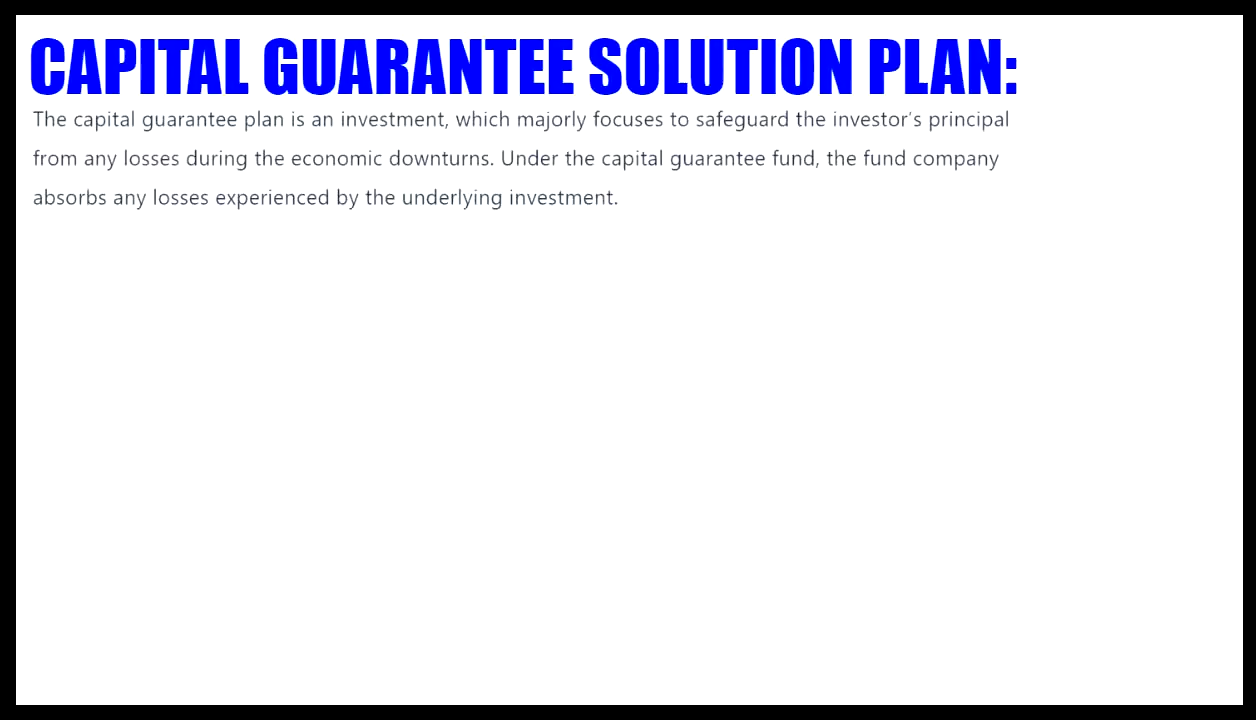 CAPITAL GUARANTEE SOLUTION PLAN:
The capital guarantee plan is an investment, which majorly focuses to safeguard the investor's principal
from any losses during the economic downturns. Under the capital guarantee fund, the fund company
absorbs any losses experienced by the underlying investment.